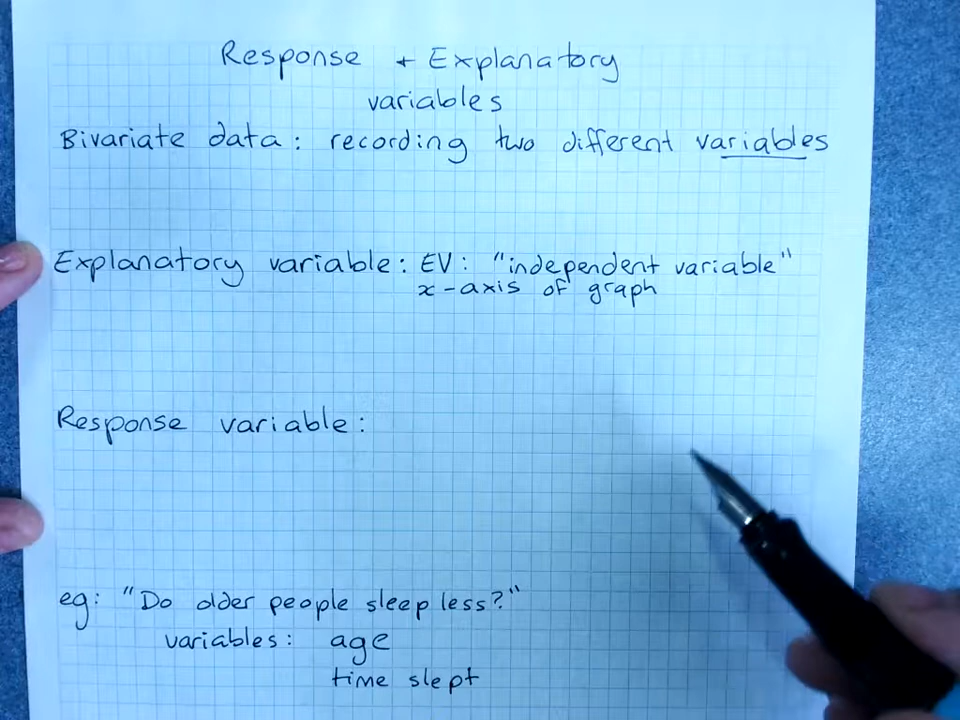 Response + Explanatory
variables
Bivariate data: recording two different variables
Explanatory variable: EV: "independent variable"
x-axis of graph
Response variable:
eg: "Do older people sleep less?"
variables: age
time slept